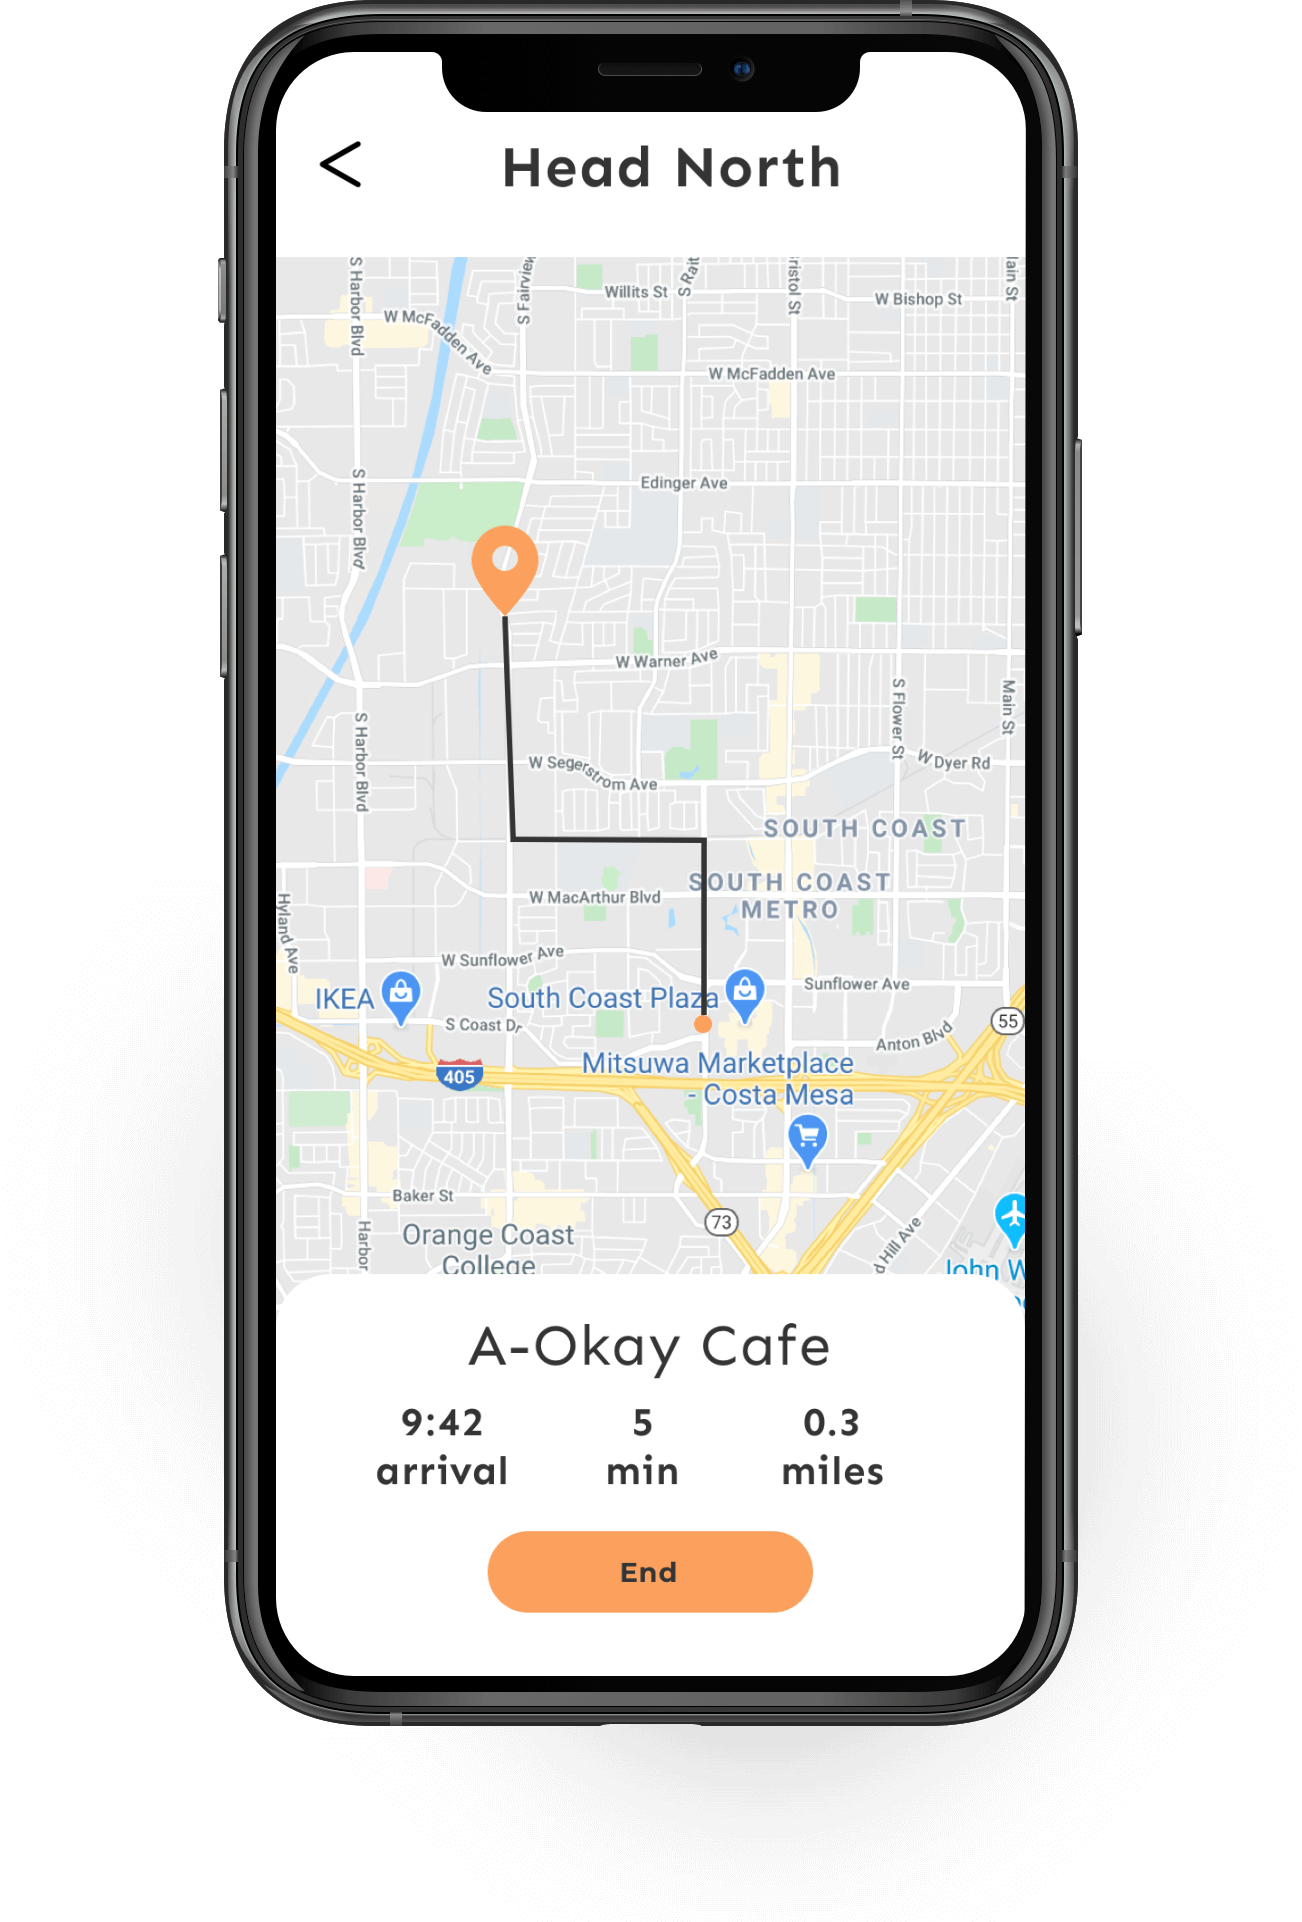 Head North
S Harbor Blvd
S Fairview
Willits St
S Rait
ristol St
W Bishop St
lain St
W McFadden Ave
W McFadden Ave
S Harbor Blvd
Edinger Ave
W Warner Ave
S Flower St
Main St
S Harbor Blvd
W Segerstrom Ave
W Dyer Rd
SOUTH COAST
SOUTH COAST
METRO
W MacArthur Blvd
Hyland Ave
W Sunflower Ave
Sunflower Ave
IKEA
South Coast Plaza
S Coast Dr
55
Anton Blvd
405
Mitsuwa Marketplace
- Costa Mesa
Baker St
73
Orange Coast
College
Harbor
d Hill Ave
John W
A-Okay Cafe
9:42
arrival
5
min
0.3
miles
End